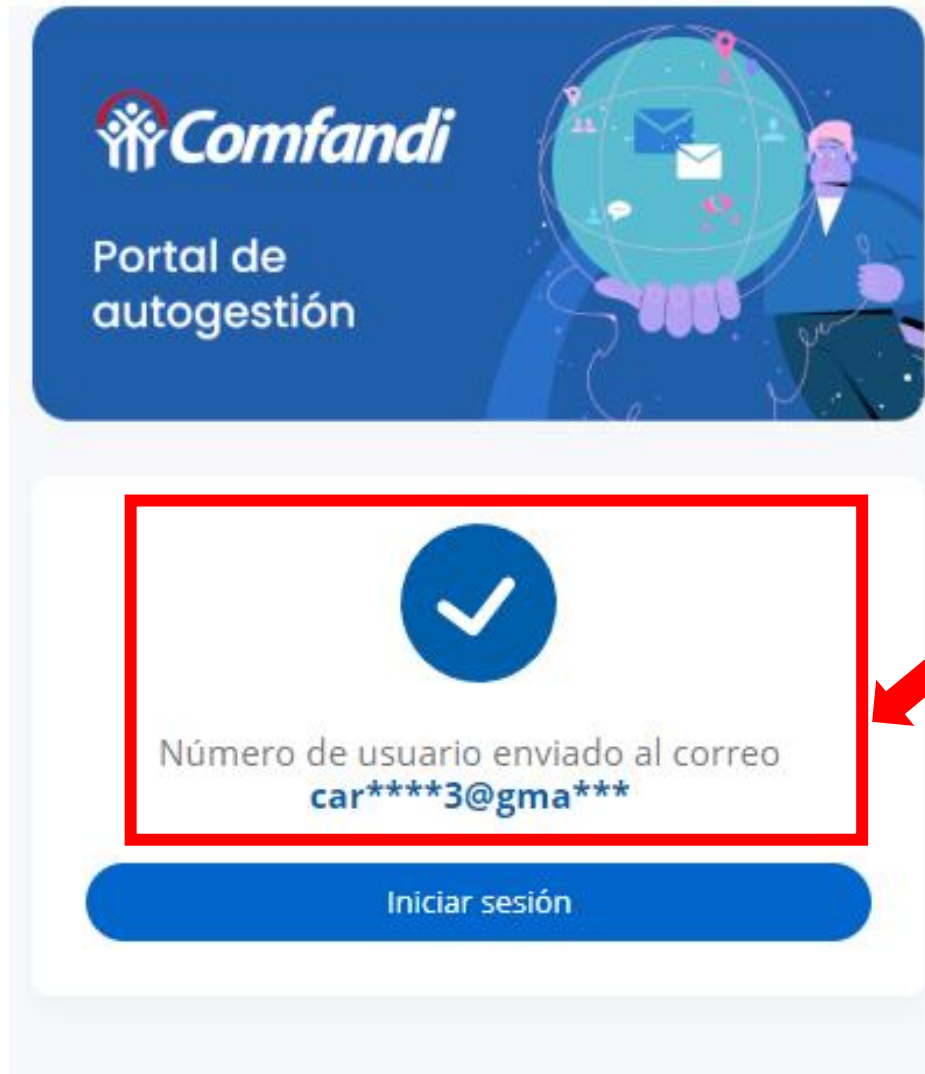 Comfandi
Portal de
autogestión
Número de usuario enviado al correo
car****3@gma***
Iniciar sesión